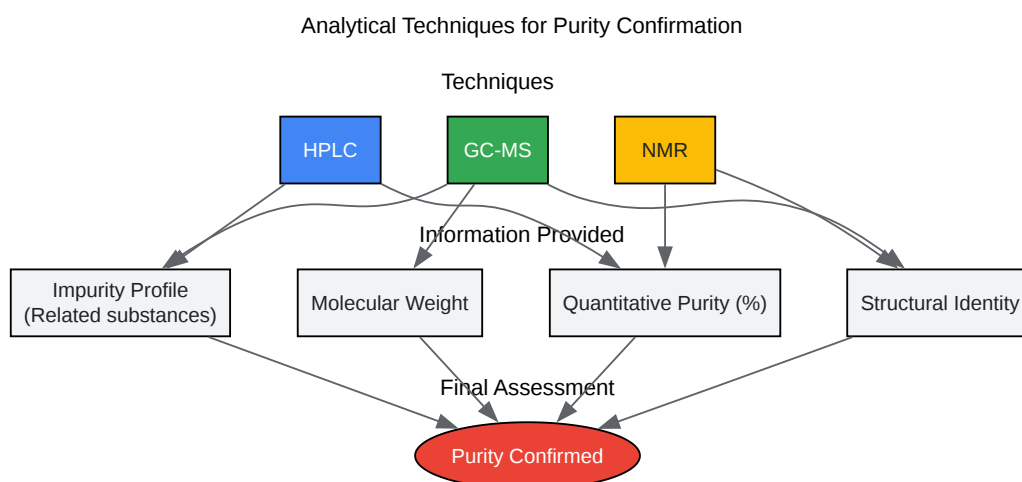 Analytical Techniques for Purity Confirmation
Techniques
HPLC
GC-MS
NMR
Information Provided
Impurity Profile
(Related substances)
Molecular Weight
Quantitative Purity (%)
Structural Identity
Final Assessment
Purity Confirmed